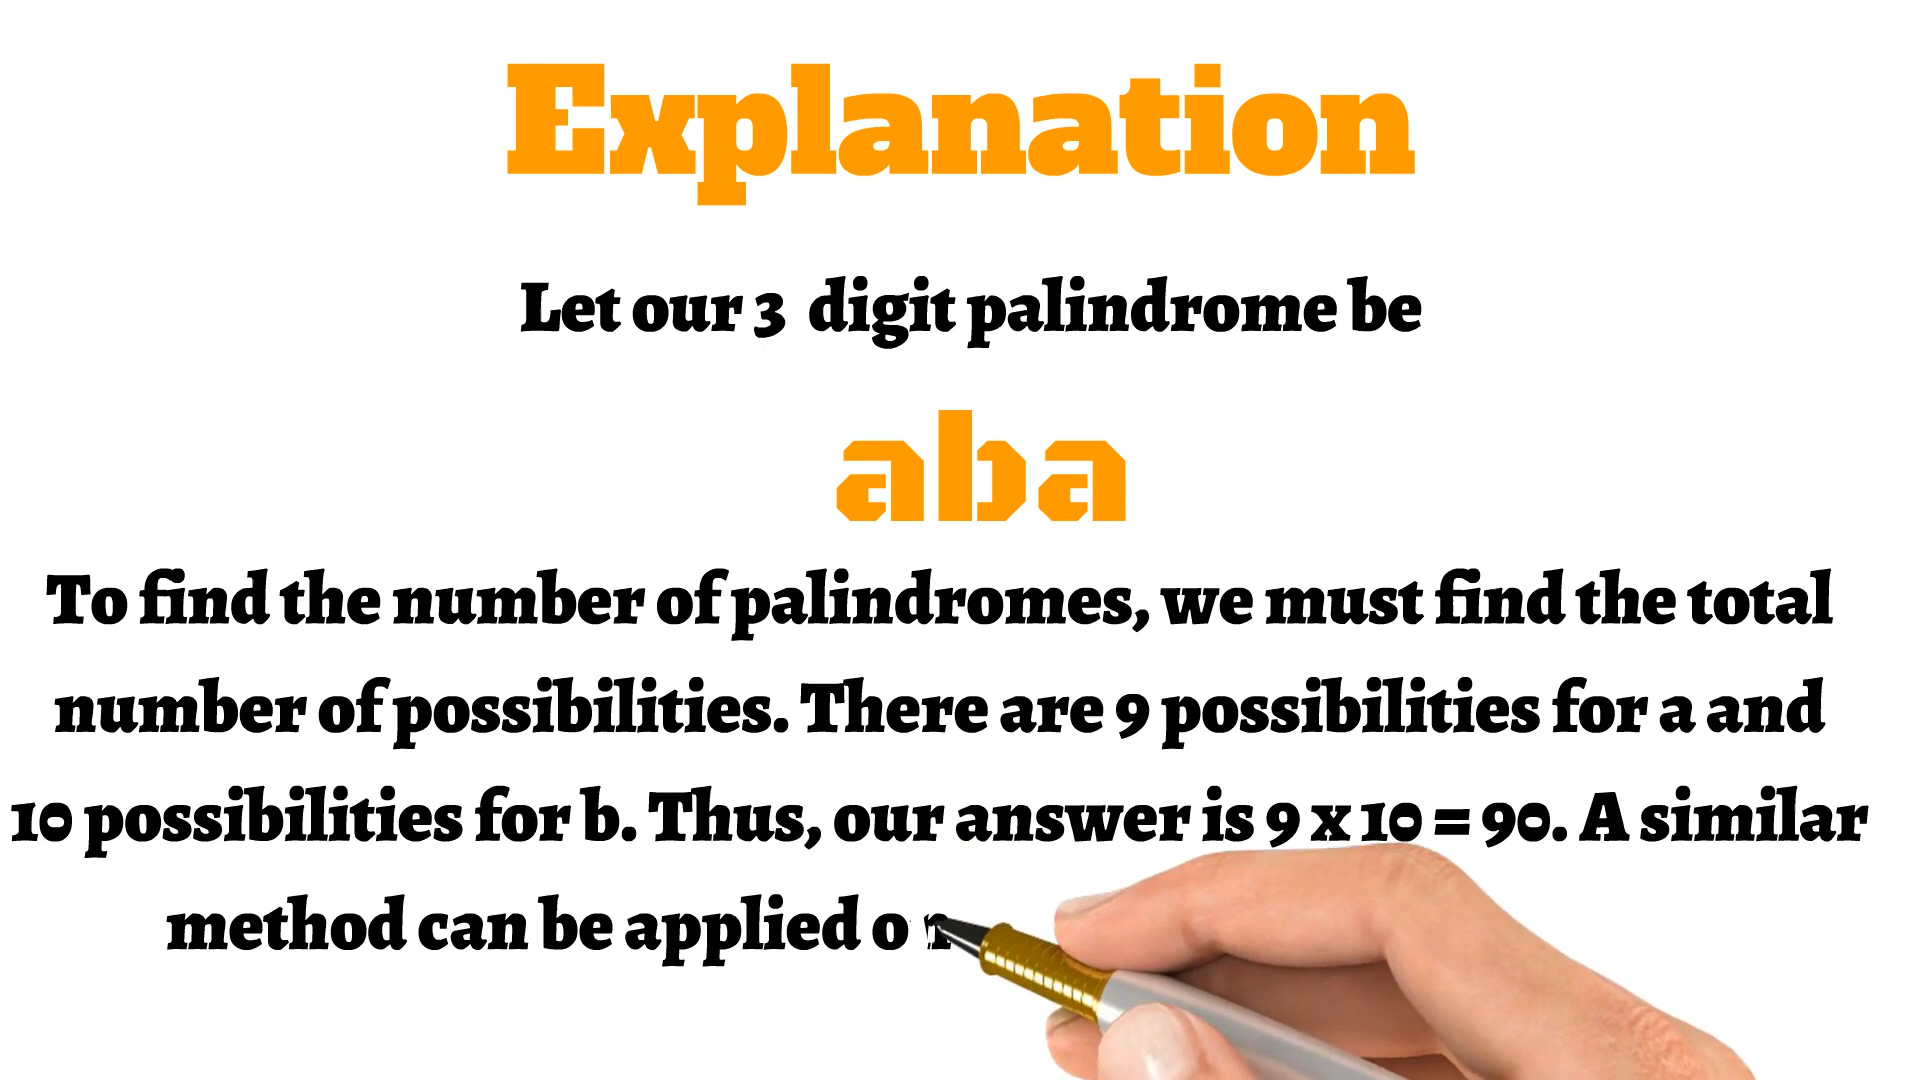 Explanation
Let our 3 digit palindrome be
aba
To find the number of palindromes, we must find the total
number of possibilities. There are 9 possibilities for a and
10 possibilities for b. Thus, our answer is 9 x 10 = 90. A similar
method can be applied o